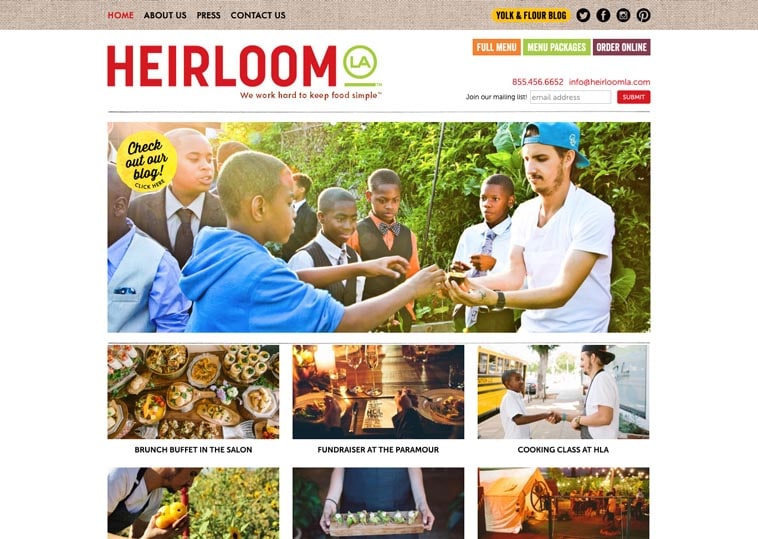 HOME ABOUT US PRESS CONTACT US
YOLK & FLOUR BLOG
HEIRLOOM LA
We work hard to keep food simple™
FULL MENU MENU PACKAGES ORDER ONLINE
855.456.6652 info@heirloomla.com
Join our mailing list! email address SUBMIT
Check
out our
blog!
CLICK HERE
BRUNCH BUFFET IN THE SALON
FUNDRAISER AT THE PARAMOUR
COOKING CLASS AT HLA